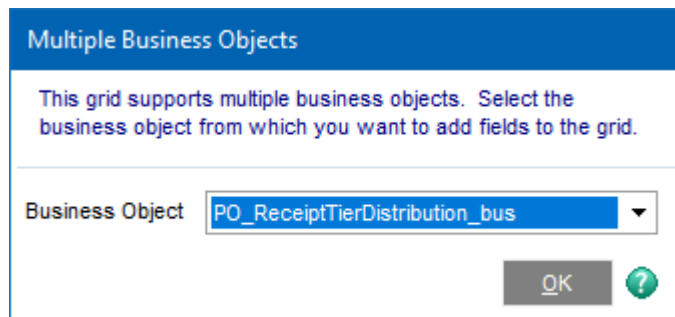 Multiple Business Objects
This grid supports multiple business objects.  Select the
business object from which you want to add fields to the grid.
Business Object PO_ReceiptTierDistribution_bus
OK ?